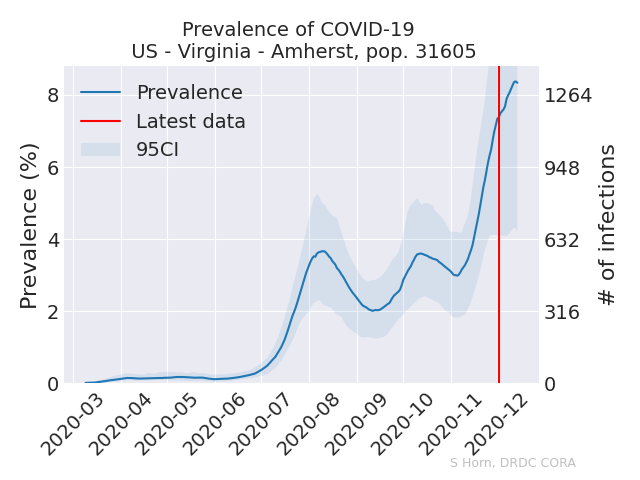 Prevalence of COVID-19
US - Virginia - Amherst, pop. 31605
Prevalence
Latest data
95CI
Prevalence (%)
8
6
4
2
0
1264
948
632
316
0
# of infections
2020-03
2020-04
2020-05
2020-06
2020-07
2020-08
2020-09
2020-10
2020-11
2020-12
S Horn, DRDC CORA